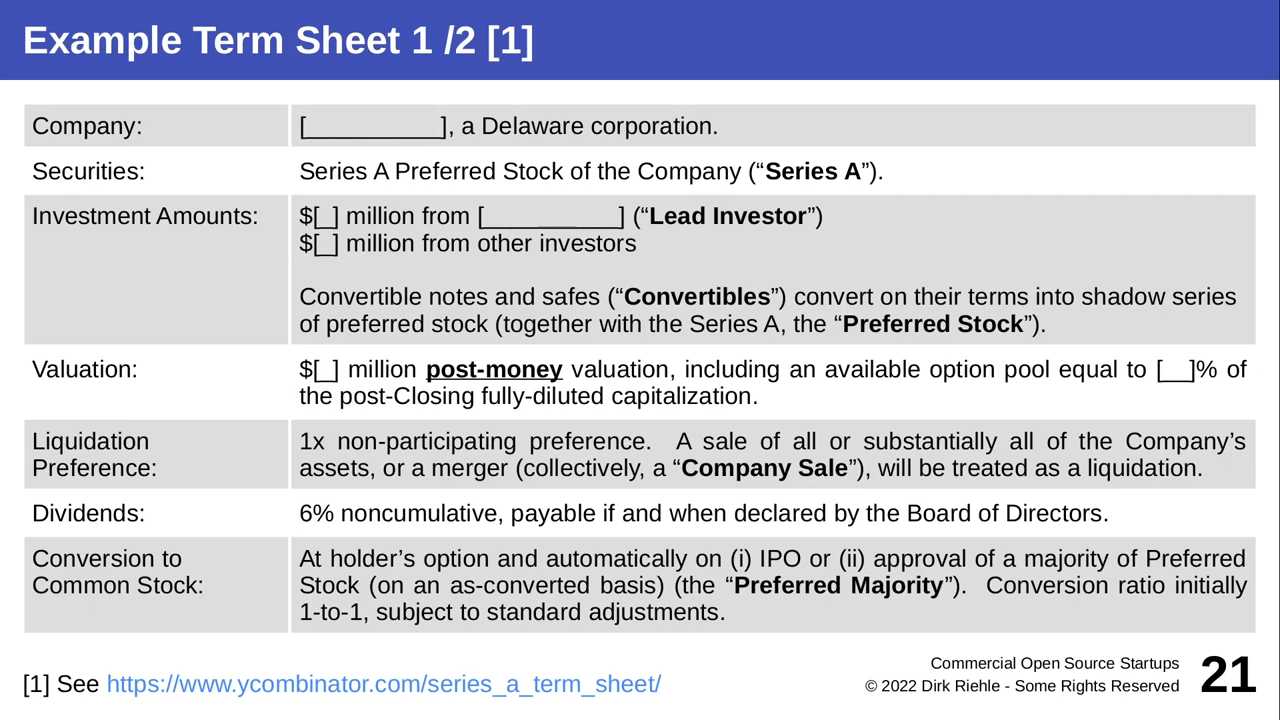 Example Term Sheet 1 /2 [1]
Company:
[__________], a Delaware corporation.
Securities:
Series A Preferred Stock of the Company (“Series A”).
Investment Amounts:
$[_] million from [__________] (“Lead Investor”)
$[_] million from other investors
Convertible notes and safes (“Convertibles”) convert on their terms into shadow series
of preferred stock (together with the Series A, the “Preferred Stock”).
Valuation:
$[_] million post-money valuation, including an available option pool equal to [__]% of
the post-Closing fully-diluted capitalization.
Liquidation
Preference:
1x non-participating preference. A sale of all or substantially all of the Company’s
assets, or a merger (collectively, a “Company Sale”), will be treated as a liquidation.
Dividends:
6% noncumulative, payable if and when declared by the Board of Directors.
Conversion to
Common Stock:
At holder’s option and automatically on (i) IPO or (ii) approval of a majority of Preferred
Stock (on an as-converted basis) (the “Preferred Majority”). Conversion ratio initially
1-to-1, subject to standard adjustments.
[1] See https://www.ycombinator.com/series_a_term_sheet/
Commercial Open Source Startups
© 2022 Dirk Riehle - Some Rights Reserved
21